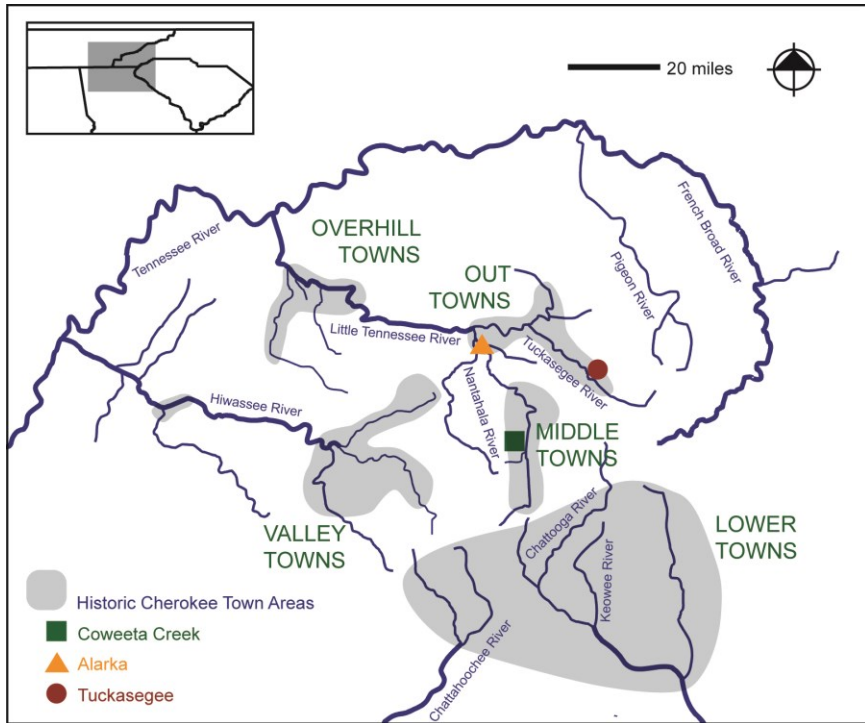 20 miles
OVERHILL
TOWNS
OUT
TOWNS
Tennessee River
French Broad River
Pigeon River
Little Tennessee River
Tuckasegee River
Nantahala River
Hiwassee River
MIDDLE
TOWNS
VALLEY
TOWNS
Chattooga River
LOWER
TOWNS
Keowee River
Chattahoochee River
Historic Cherokee Town Areas
Coweeta Creek
Alarka
Tuckasegee